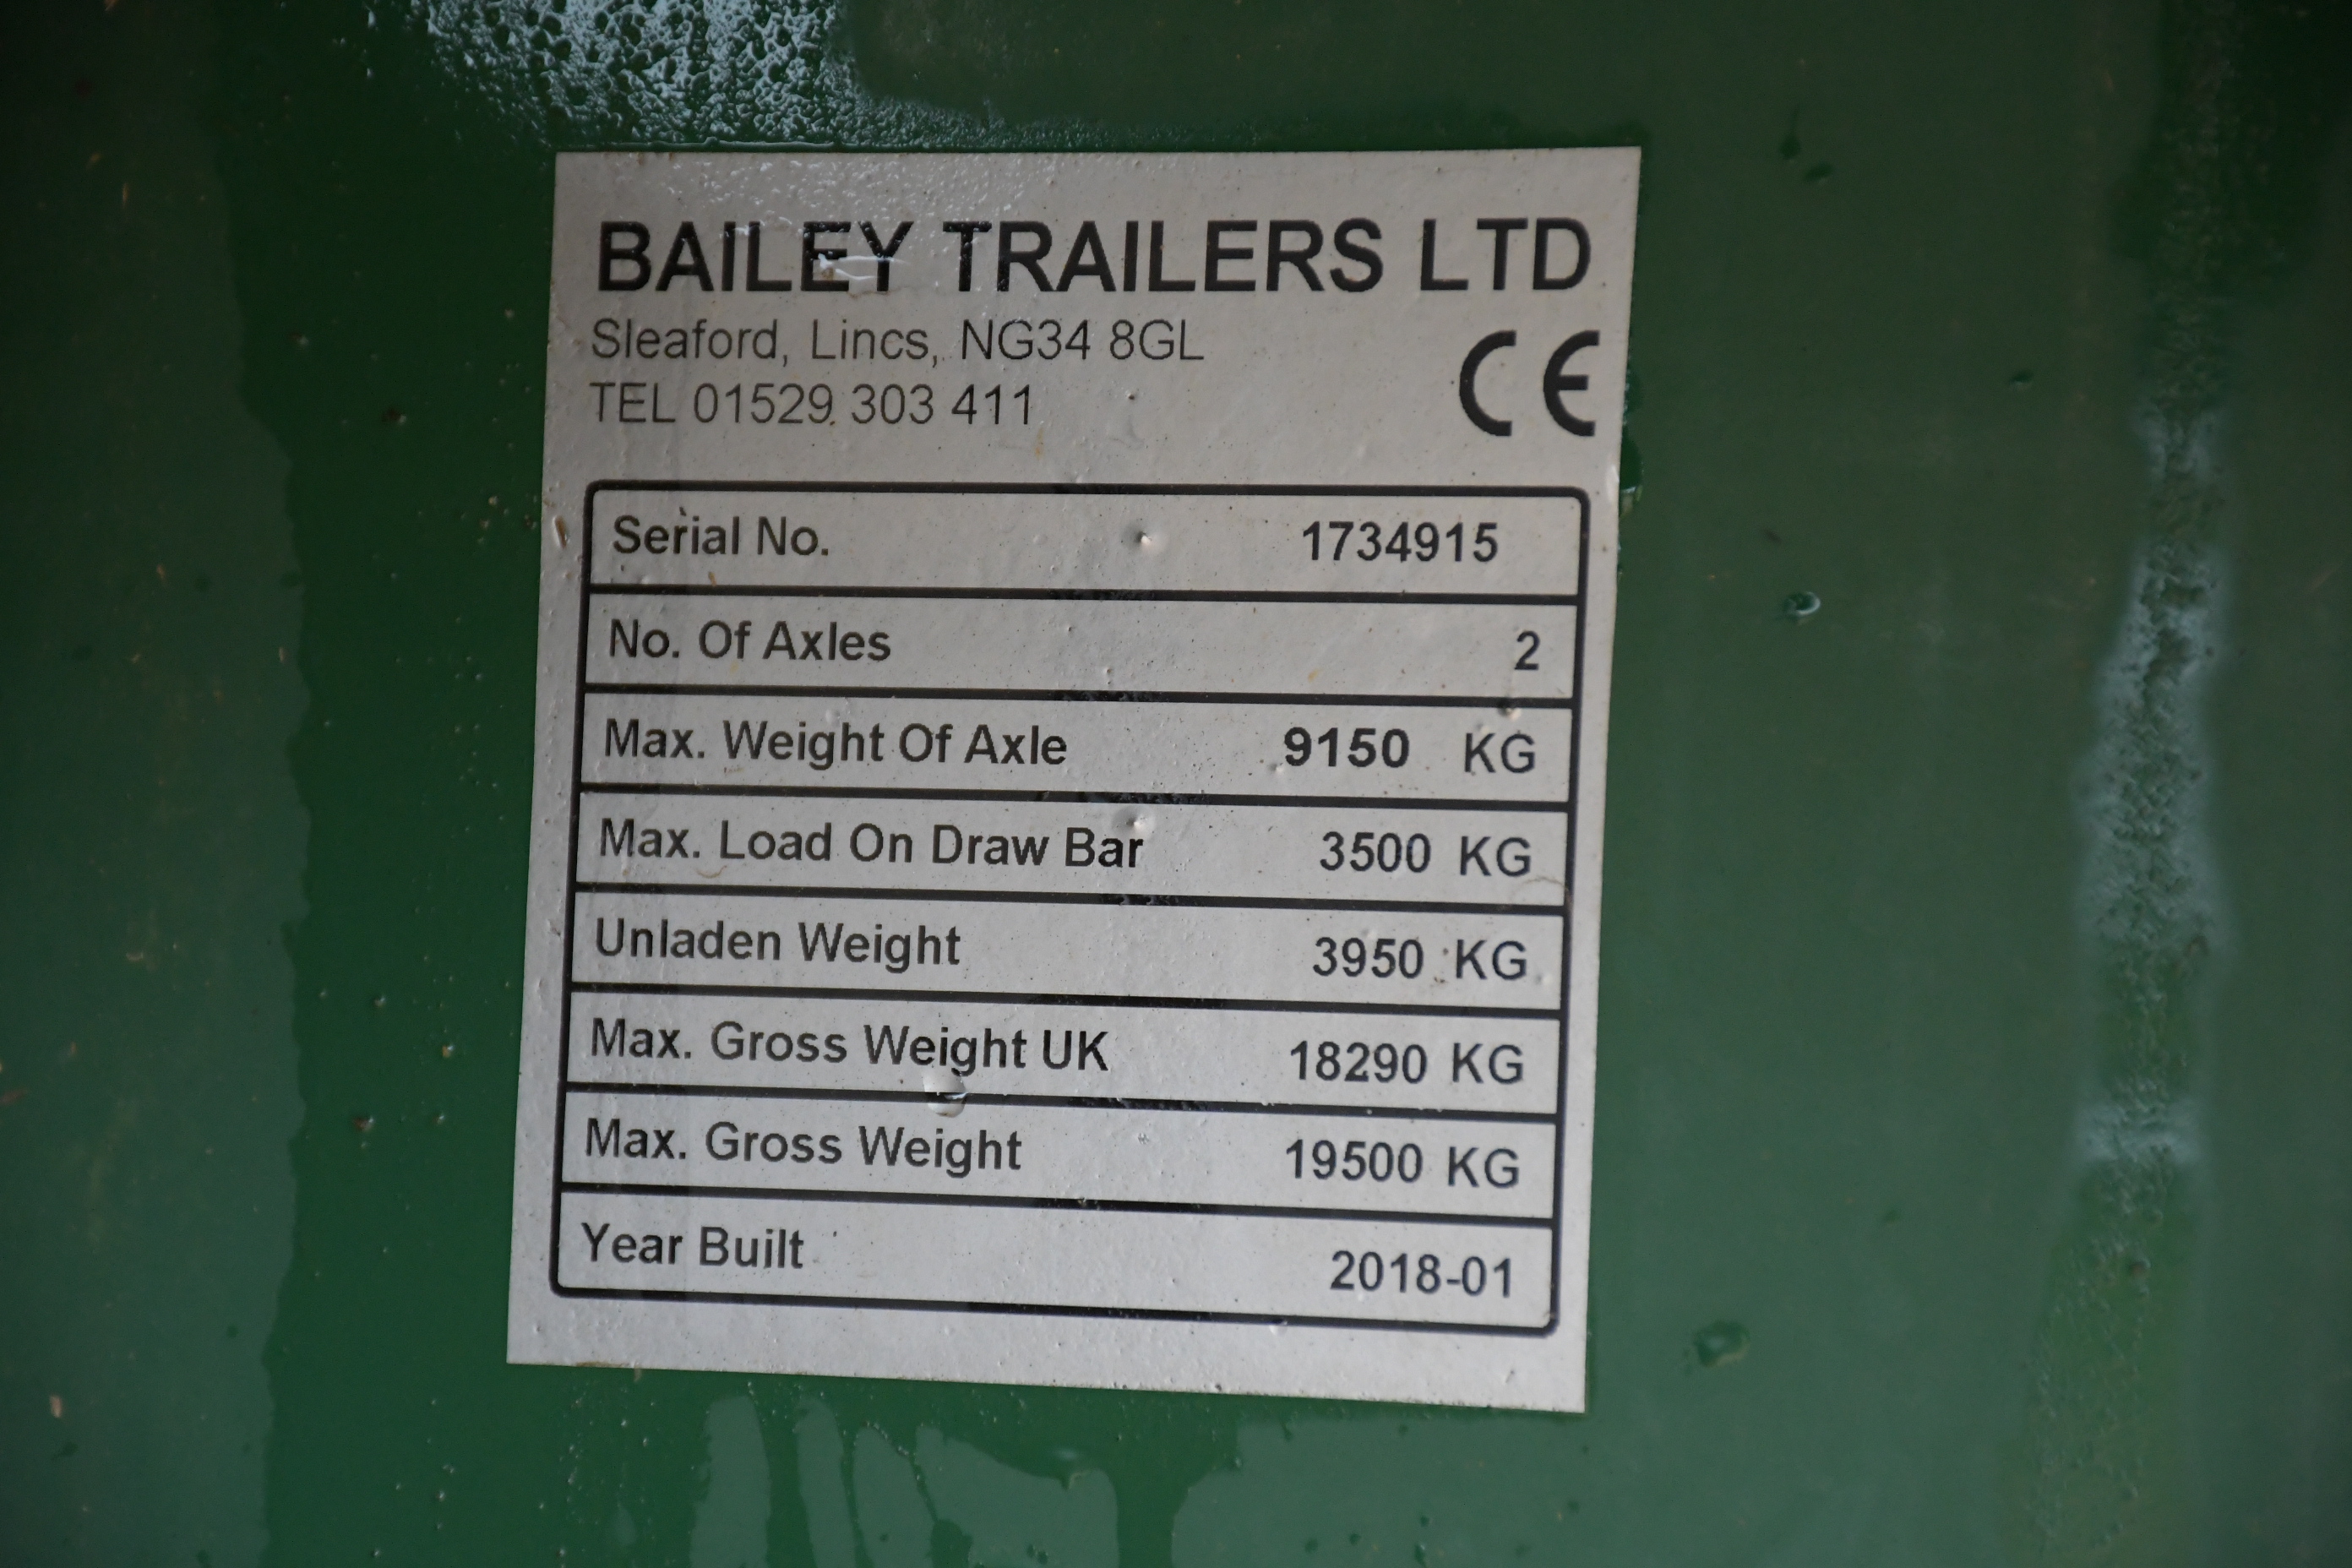 BAILEY TRAILERS LTD
Sleaford, Lincs, NG34 8GL
TEL 01529 303 411
CE
Serial No. 1734915
No. Of Axles 2
Max. Weight Of Axle 9150 KG
Max. Load On Draw Bar 3500 KG
Unladen Weight 3950 KG
Max. Gross Weight UK 18290 KG
Max. Gross Weight 19500 KG
Year Built 2018-01